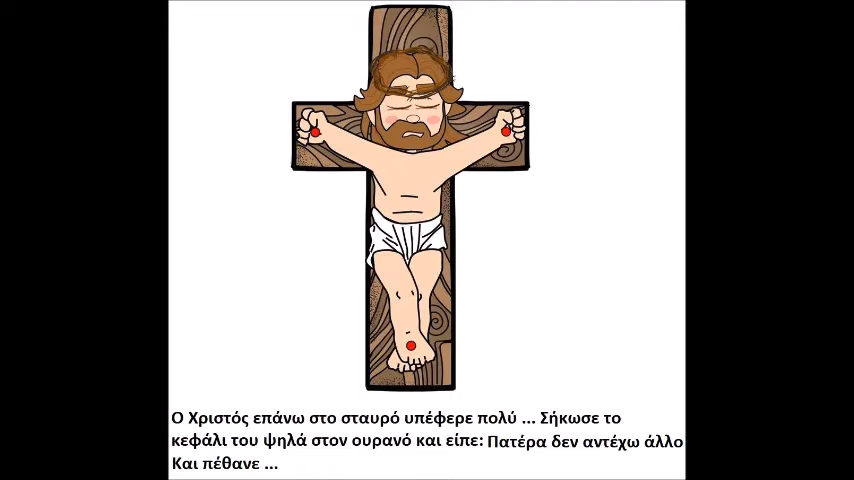 Ο Χριστός επάνω στο σταυρό υπέφερε πολύ ... Σήκωσε το
κεφάλι του ψηλά στον ουρανό και είπε: Πατέρα δεν αντέχω άλλο
Και πέθανε ...